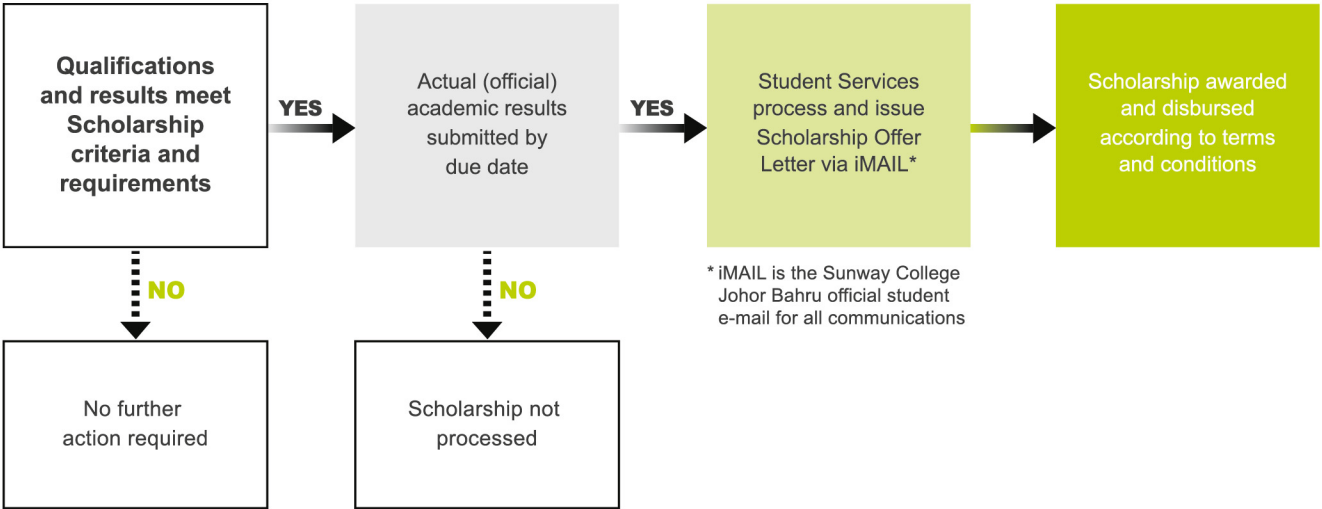 Qualifications
and results meet
Scholarship
criteria and
requirements
YES
Actual (official)
academic results
submitted by
due date
YES
Student Services
process and issue
Scholarship Offer
Letter via iMAIL*
Scholarship awarded
and disbursed
according to terms
and conditions
NO
NO
* iMAIL is the Sunway College
Johor Bahru official student
e-mail for all communications
No further
action required
Scholarship not
processed